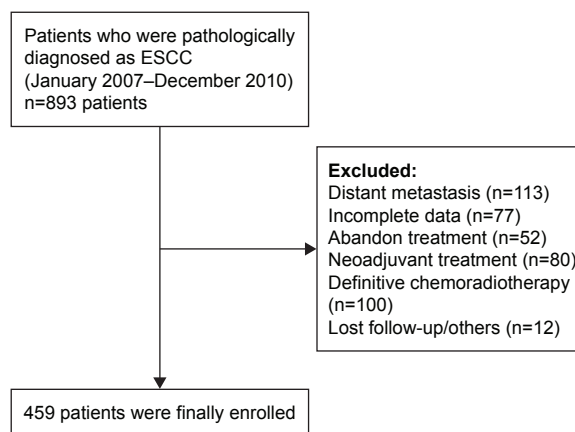 Patients who were pathologically
diagnosed as ESCC
(January 2007–December 2010)
n=893 patients
Excluded:
Distant metastasis (n=113)
Incomplete data (n=77)
Abandon treatment (n=52)
Neoadjuvant treatment (n=80)
Definitive chemoradiotherapy
(n=100)
Lost follow-up/others (n=12)
459 patients were finally enrolled